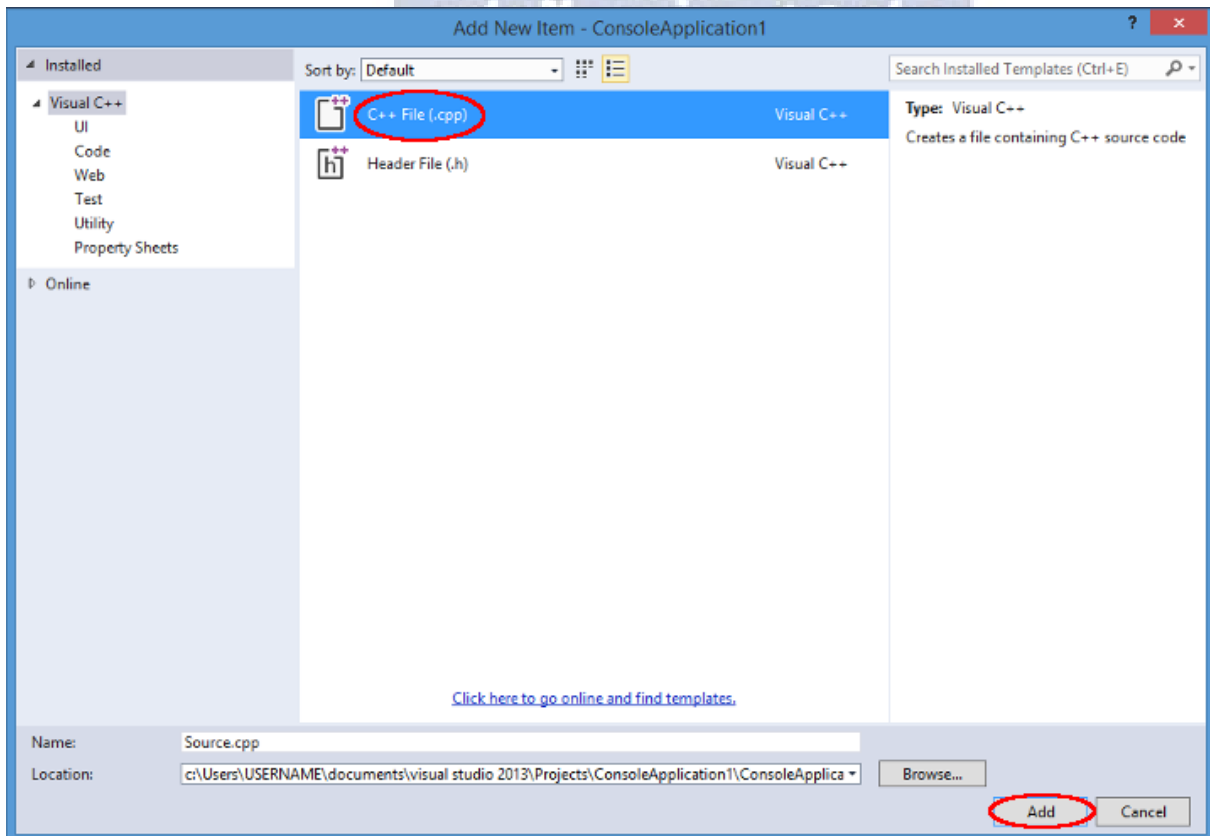 Add New Item - ConsoleApplication1
?
Installed
Sort by: Default
Search Installed Templates (Ctrl+E)
Visual C++
UI
Code
Web
Test
Utility
Property Sheets
Online
C++ File (.cpp) Visual C++
Header File (.h) Visual C++
Type: Visual C++
Creates a file containing C++ source code
Click here to go online and find templates.
Name: Source.cpp
Location: c:\Users\USERNAME\documents\visual studio 2013\Projects\ConsoleApplication1\ConsoleApplica
Browse...
Add Cancel